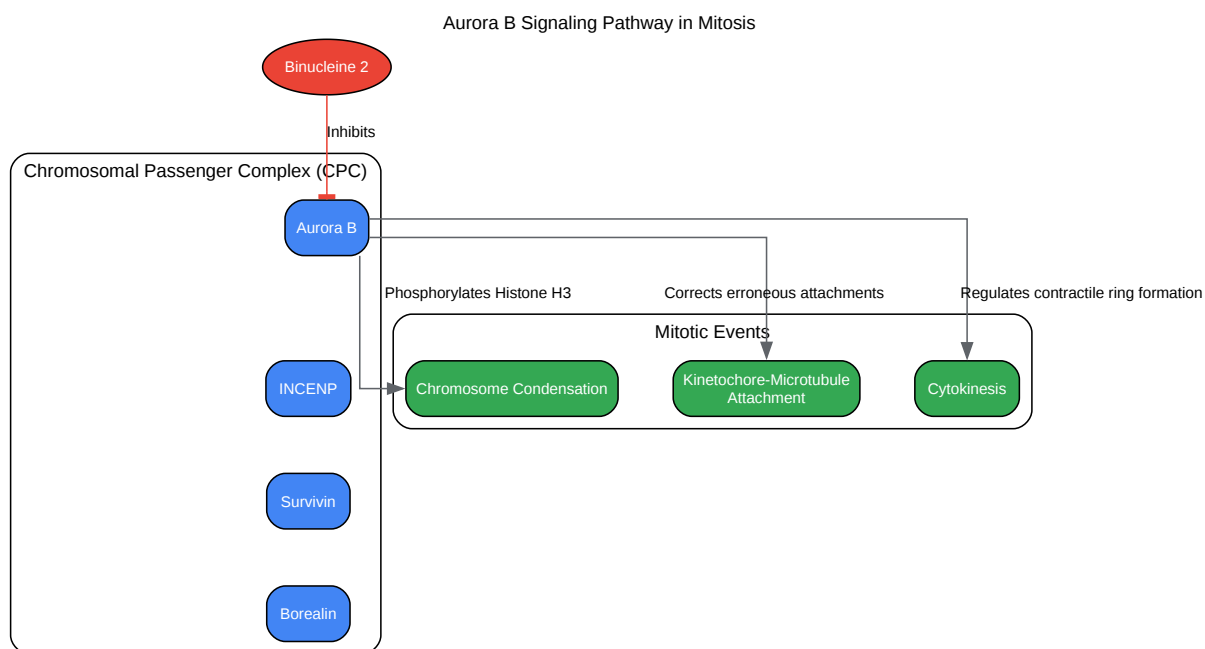 Aurora B Signaling Pathway in Mitosis
Binucleine 2
Inhibits
Chromosomal Passenger Complex (CPC)
Aurora B
Phosphorylates Histone H3
Corrects erroneous attachments
Regulates contractile ring formation
Mitotic Events
INCENP
Chromosome Condensation
Kinetochore-Microtubule
Attachment
Cytokinesis
Survivin
Borealin